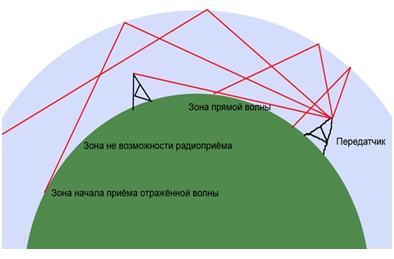 Зона прямой волны
Передатчик
Зона не возможности радиоприёма
Зона начала приёма отражённой волны